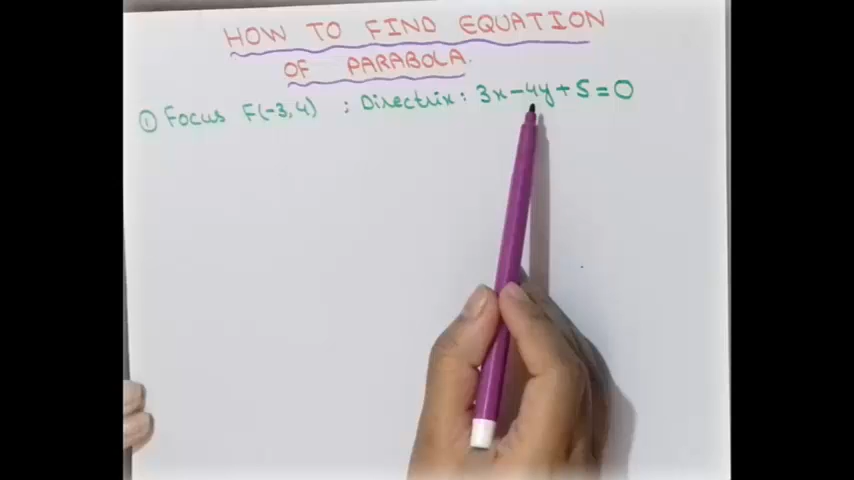 HOW TO FIND EQUATION
OF PARABOLA.
① Focus F(-3,4) ; Directrix: 3x-4y+5=0